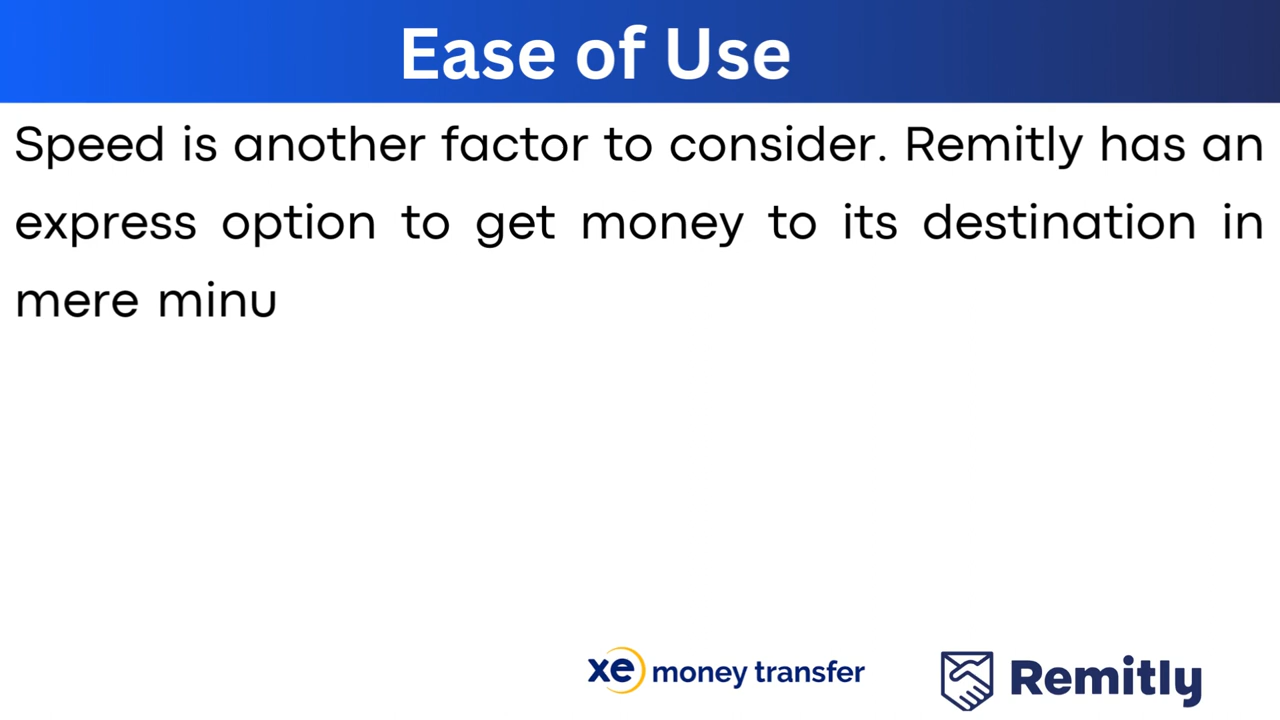 Ease of Use
Speed is another factor to consider. Remitly has an
express option to get money to its destination in
mere minu
xe money transfer
Remitly